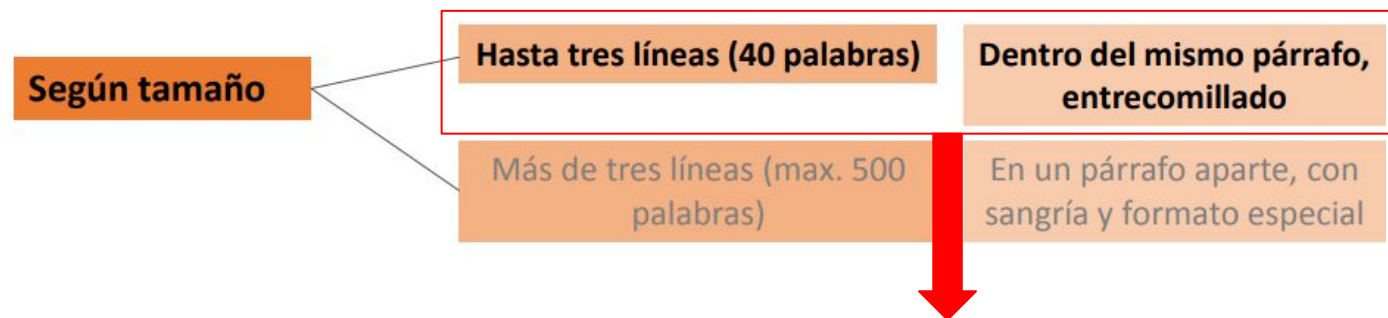 Según tamaño
Hasta tres líneas (40 palabras)
Dentro del mismo párrafo,
entrecomillado
Más de tres líneas (max. 500
palabras)
En un párrafo aparte, con
sangría y formato especial